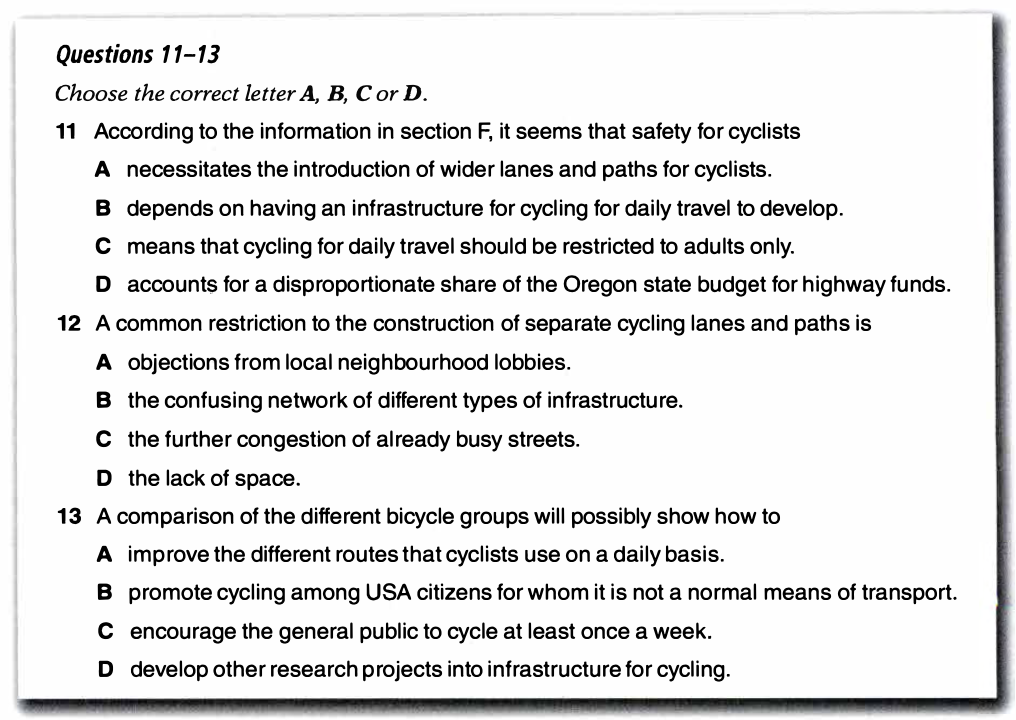 Questions 11–13
Choose the correct letter A, B, C or D.
11 According to the information in section F, it seems that safety for cyclists
A necessitates the introduction of wider lanes and paths for cyclists.
B depends on having an infrastructure for cycling for daily travel to develop.
C means that cycling for daily travel should be restricted to adults only.
D accounts for a disproportionate share of the Oregon state budget for highway funds.
12 A common restriction to the construction of separate cycling lanes and paths is
A objections from local neighbourhood lobbies.
B the confusing network of different types of infrastructure.
C the further congestion of already busy streets.
D the lack of space.
13 A comparison of the different bicycle groups will possibly show how to
A improve the different routes that cyclists use on a daily basis.
B promote cycling among USA citizens for whom it is not a normal means of transport.
C encourage the general public to cycle at least once a week.
D develop other research projects into infrastructure for cycling.